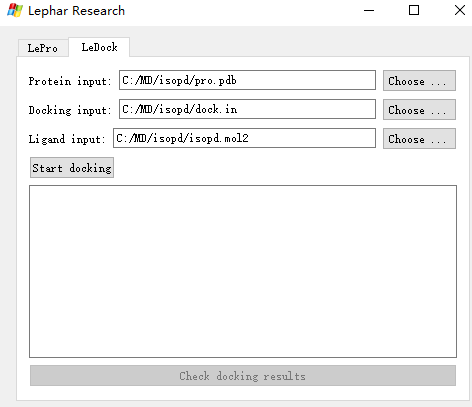 Lephar Research
LePro LeDock
Protein input: C:/MD/isopd/pro.pdb Choose ...
Docking input: C:/MD/isopd/dock.in Choose ...
Ligand input: C:/MD/isopd/isopd.mol2 Choose ...
Start docking
Check docking results